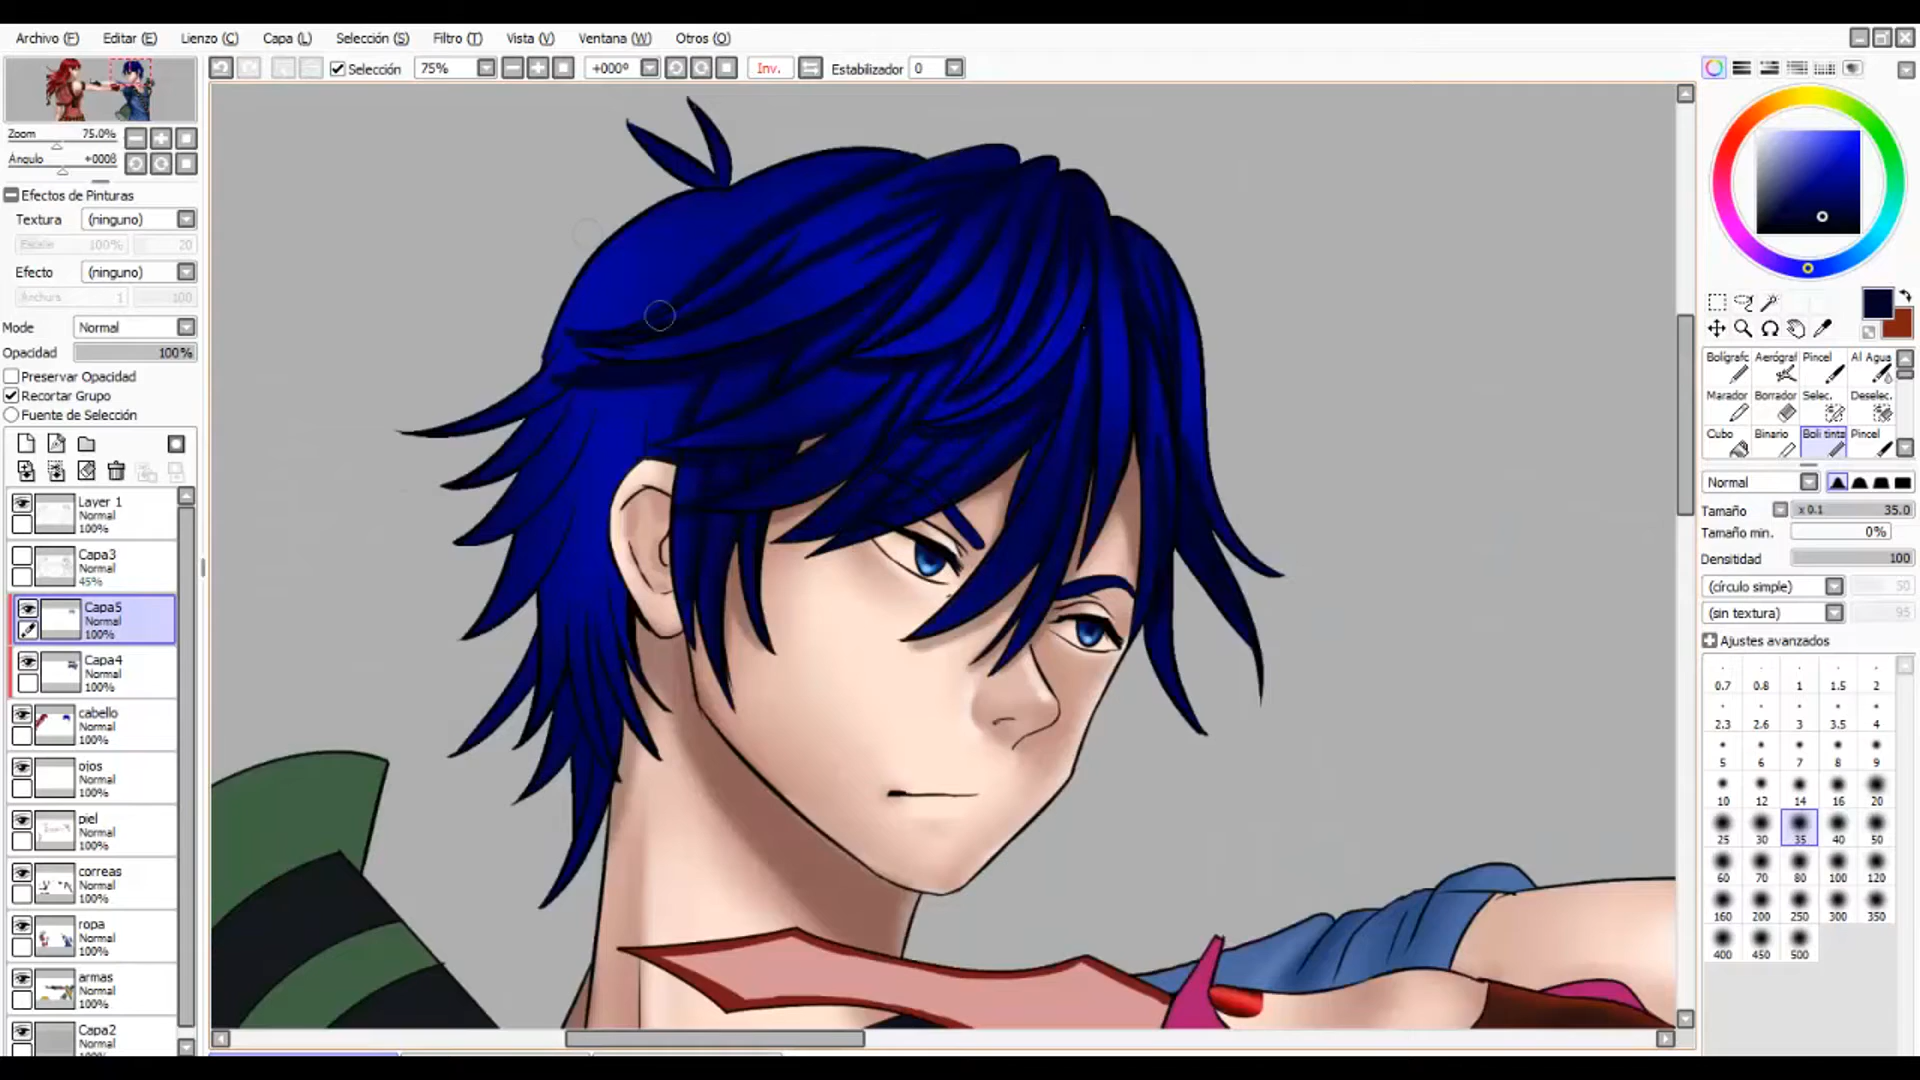 Archivo (F) Editar (E) Lienzo (C) Capa (L) Selección (S) Filtro (T) Vista (V) Ventana (W) Otros (O)
Selección 75% +000º Inv. Estabilizador 0
Zoom 75.0%
Ángulo +000ß
Efectos de Pinturas
Textura (ninguno)
Escale 100% 20
Efecto (ninguno)
Anchura 1 100
Mode Normal
Opacidad 100%
Preservar Opacidad
Recortar Grupo
Fuente de Selección
Layer 1
Normal
100%
Capa3
Normal
45%
Capa5
Normal
100%
Capa4
Normal
100%
cabello
Normal
100%
ojos
Normal
100%
piel
Normal
100%
correas
Normal
100%
ropa
Normal
100%
armas
Normal
100%
Capa2
Normal
Bolígrafc Aerógraf Pincel Al Agua
Marador Borrador Selec. Deselec.
Cubo Binario Boli tinta Pincel
Normal
Tamaño x 0.1 35.0
Tamaño min. 0%
Densitidad 100
(círculo simple) 50
(sin textura) 95
Ajustes avanzados
0.7 0.8 1 1.5 2
2.3 2.6 3 3.5 4
5 6 7 8 9
10 12 14 16 20
25 30 35 40 50
60 70 80 100 120
160 200 250 300 350
400 450 500